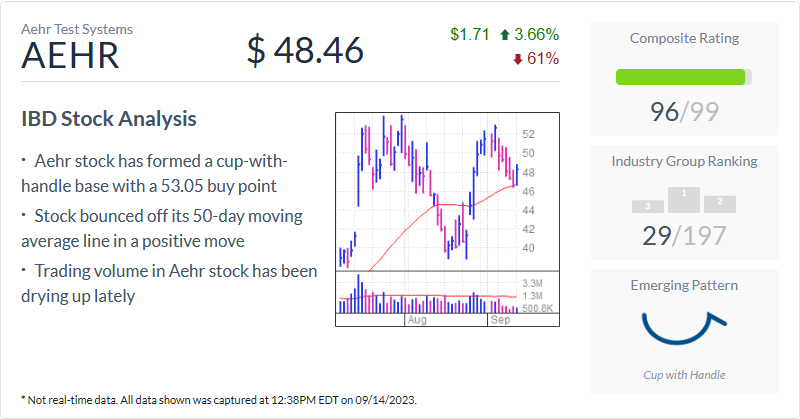 Aehr Test Systems
AEHR
$ 48.46
$1.71 3.66%
61%
IBD Stock Analysis
· Aehr stock has formed a cup-with-
handle base with a 53.05 buy point
· Stock bounced off its 50-day moving
average line in a positive move
· Trading volume in Aehr stock has been
drying up lately
52
50
48
46
44
42
40
3.3M
1.3M
500.8K
Aug
Sep
Composite Rating
96/99
Industry Group Ranking
3
1
2
29/197
Emerging Pattern
Cup with Handle
* Not real-time data. All data shown was captured at 12:38PM EDT on 09/14/2023.